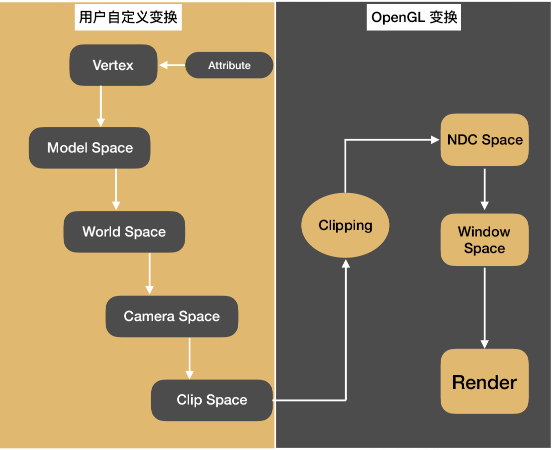 用户自定义变换
Vertex
Attribute
Model Space
World Space
Camera Space
Clip Space
OpenGL 变换
Clipping
NDC Space
Window
Space
Render